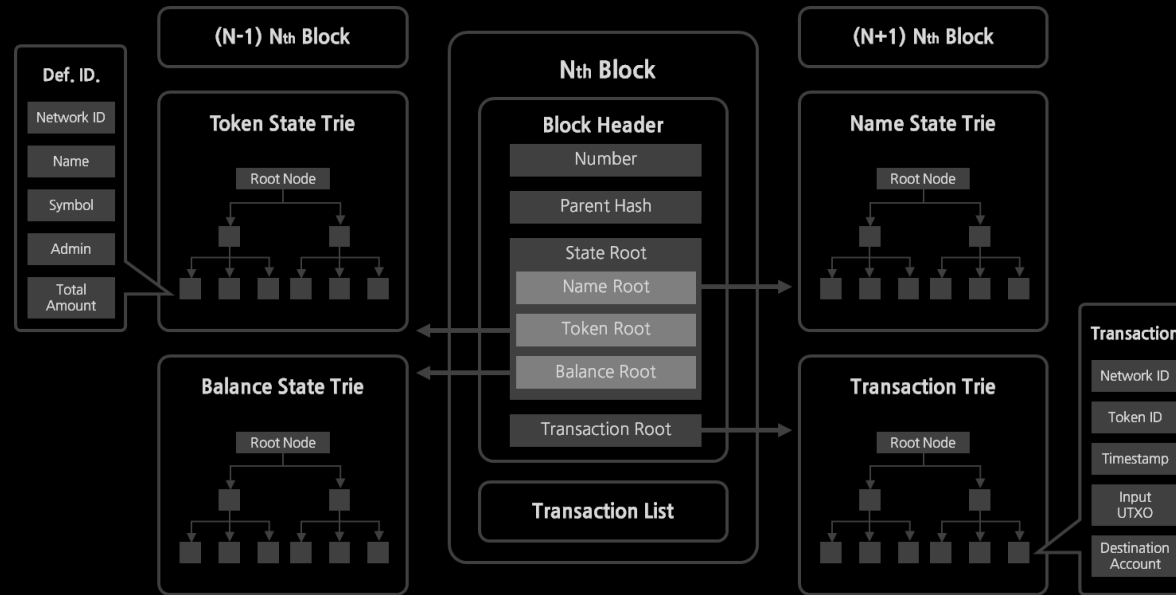 (N-1) Nth Block
Def. ID.
Network ID
Name
Symbol
Admin
Total
Amount
Token State Trie
Root Node
Balance State Trie
Root Node
Nth Block
Block Header
Number
Parent Hash
State Root
Name Root
Token Root
Balance Root
Transaction Root
Transaction List
(N+1) Nth Block
Name State Trie
Root Node
Transaction Trie
Root Node
Transaction
Network ID
Token ID
Timestamp
Input
UTXO
Destination
Account